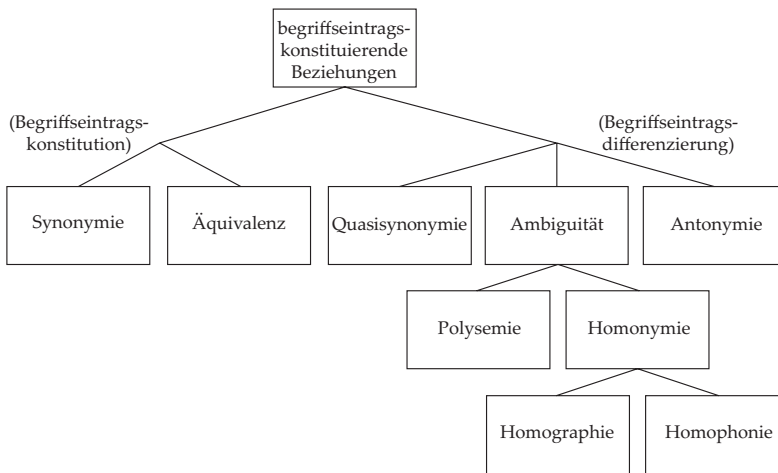 begriffseintrags-
konstituierende
Beziehungen
(Begriffseintrags-
konstitution)
(Begriffseintrags-
differenzierung)
Synonymie
Äquivalenz
Quasisynonymie
Ambiguität
Antonymie
Polysemie
Homonymie
Homographie
Homophonie